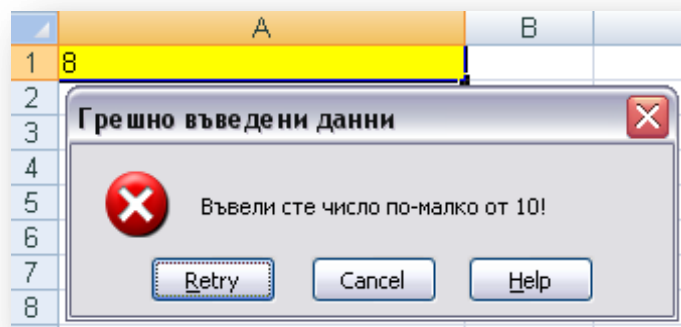 A B
1 8
2
3
Грешно въведени данни
4
5
Въвели сте число по-малко от 10!
6
7
Retry Cancel Help
8